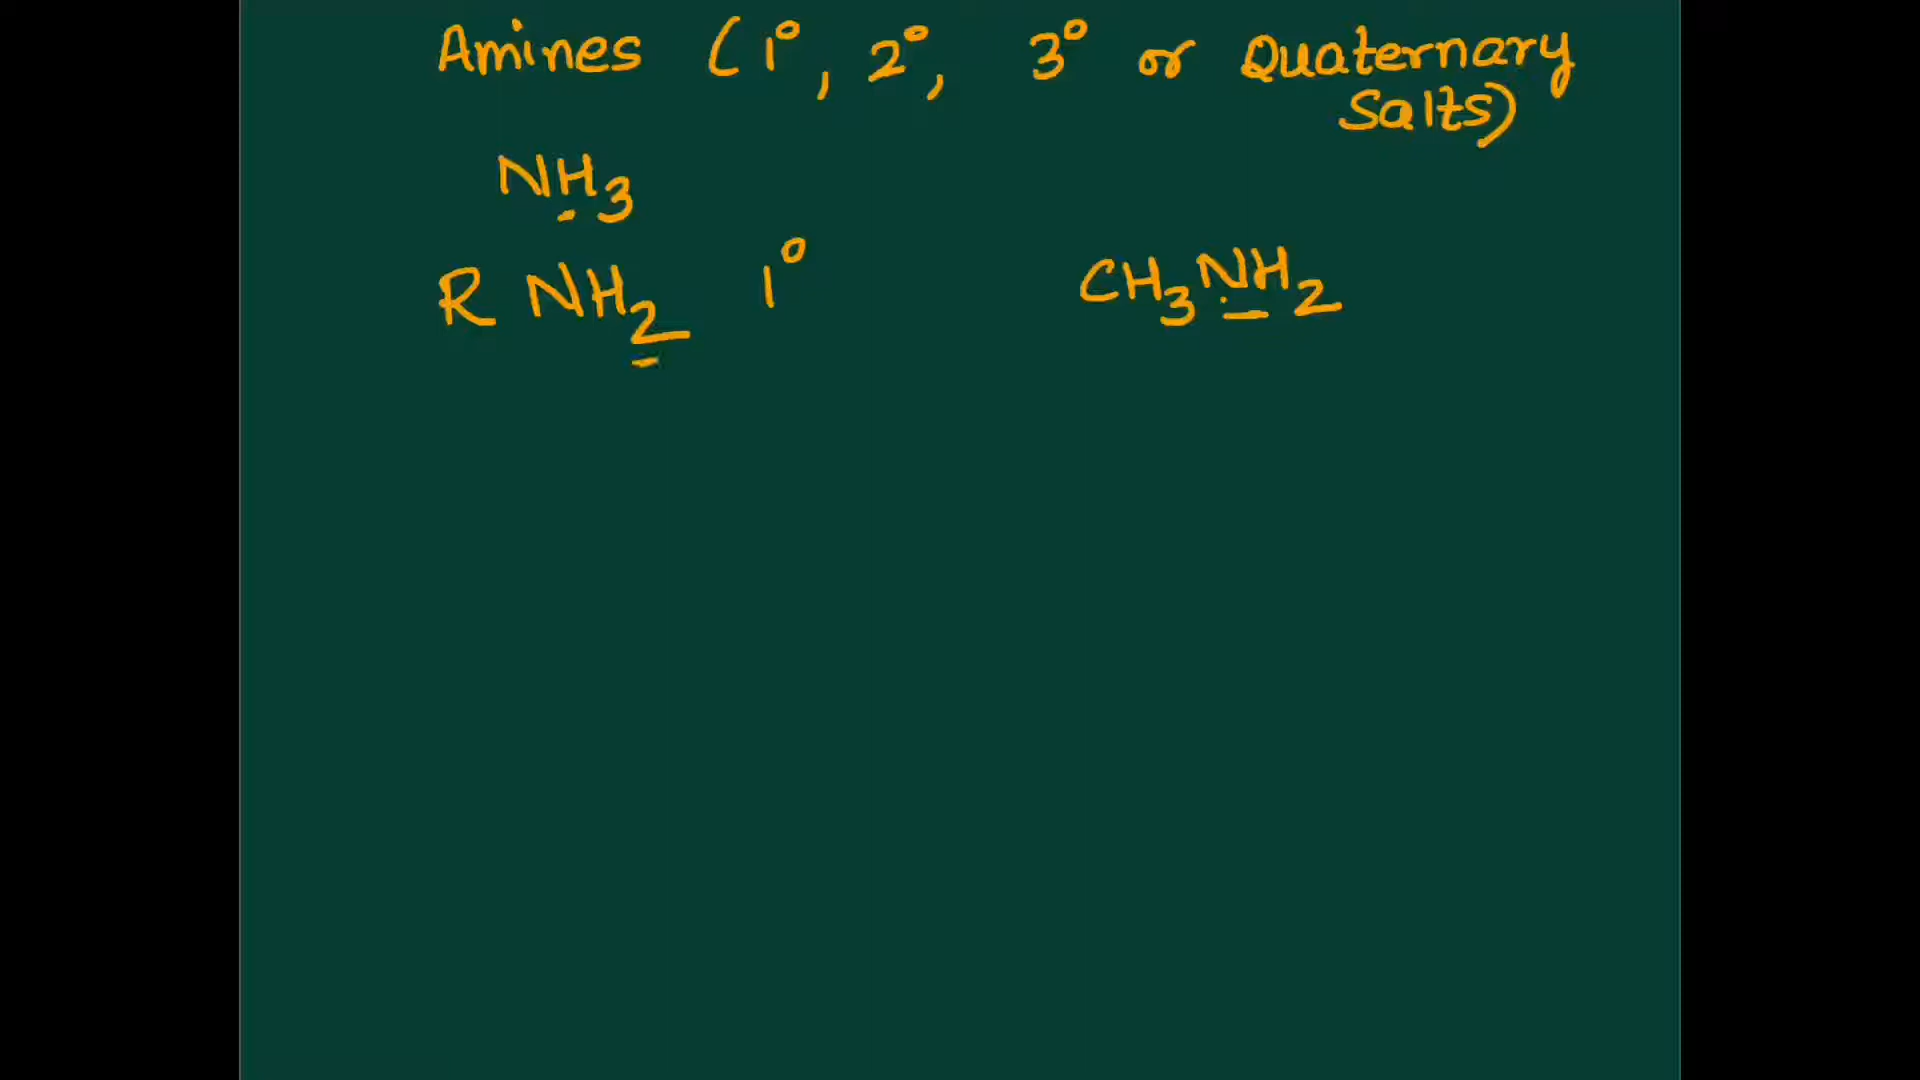 Amines (1°, 2°, 3° or Quaternary
Salts)
NH3
R NH2 1° CH3NH2